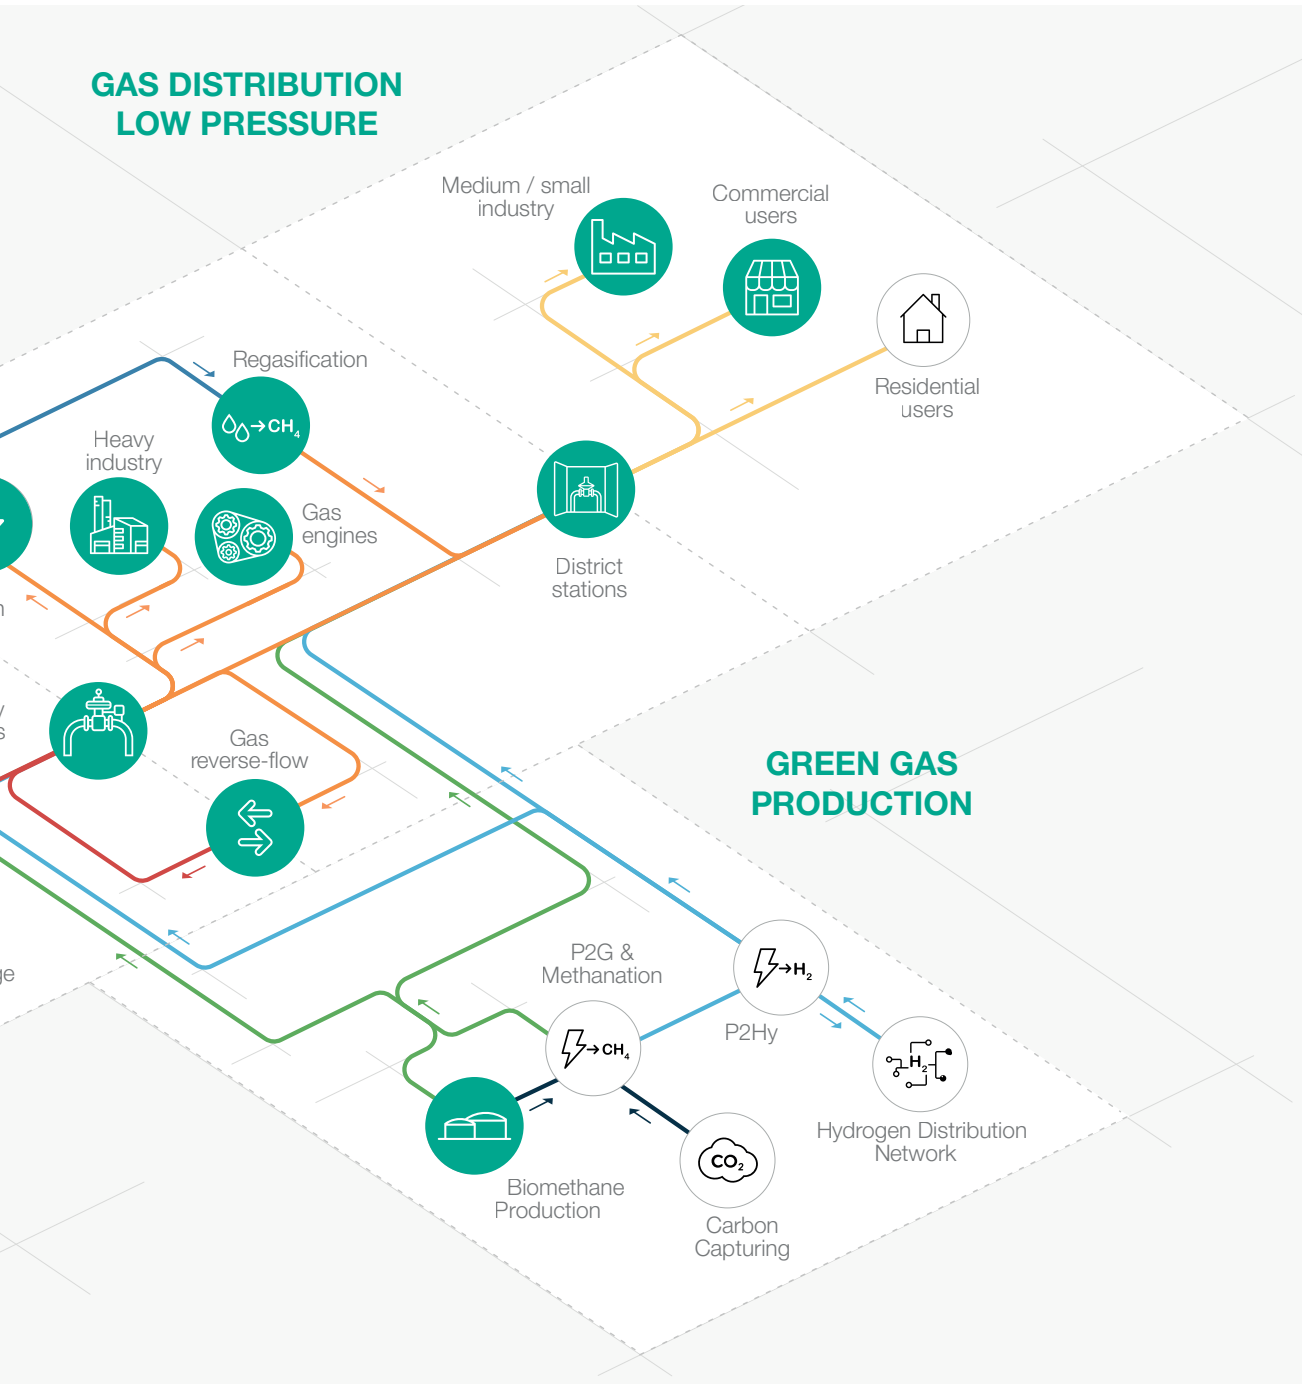 GAS DISTRIBUTION
LOW PRESSURE
Medium / small
industry
Commercial
users
Residential
users
Regasification
CH4
Heavy
industry
Gas
engines
District
stations
Gas
reverse-flow
GREEN GAS
PRODUCTION
P2G &
Methanation
H2
P2Hy
CH4
H2
Hydrogen Distribution
Network
CO2
Biomethane
Production
Carbon
Capturing